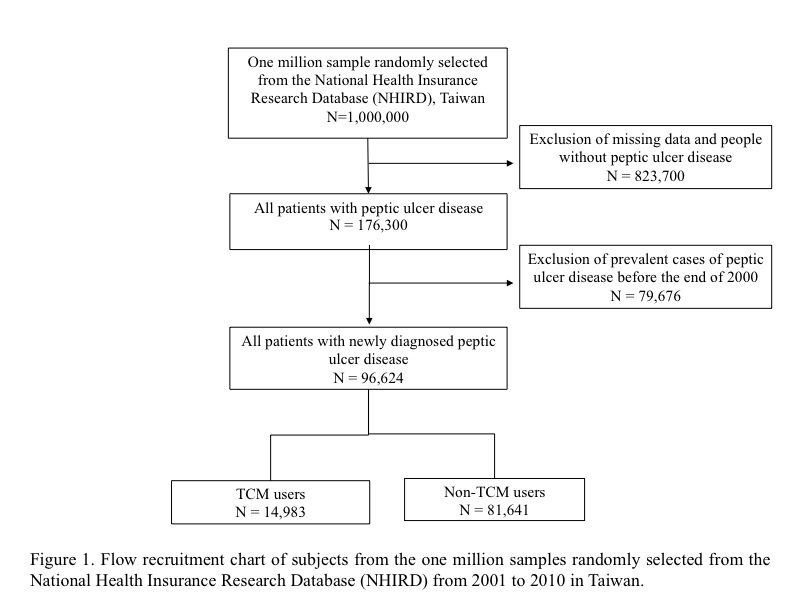 One million sample randomly selected
from the National Health Insurance
Research Database (NHIRD), Taiwan
N=1,000,000
Exclusion of missing data and people
without peptic ulcer disease
N = 823,700
All patients with peptic ulcer disease
N = 176,300
Exclusion of prevalent cases of peptic
ulcer disease before the end of 2000
N = 79,676
All patients with newly diagnosed peptic
ulcer disease
N = 96,624
TCM users
N = 14,983
Non-TCM users
N = 81,641
Figure 1. Flow recruitment chart of subjects from the one million samples randomly selected from the
National Health Insurance Research Database (NHIRD) from 2001 to 2010 in Taiwan.